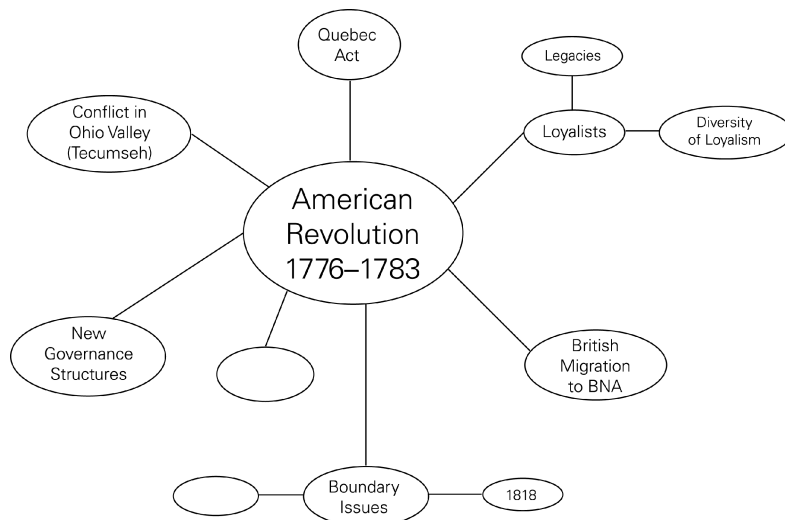 Quebec
Act
Legacies
Conflict in
Ohio Valley
(Tecumseh)
Loyalists
Diversity
of Loyalism
American
Revolution
1776–1783
New
Governance
Structures
British
Migration
to BNA
Boundary
Issues
1818